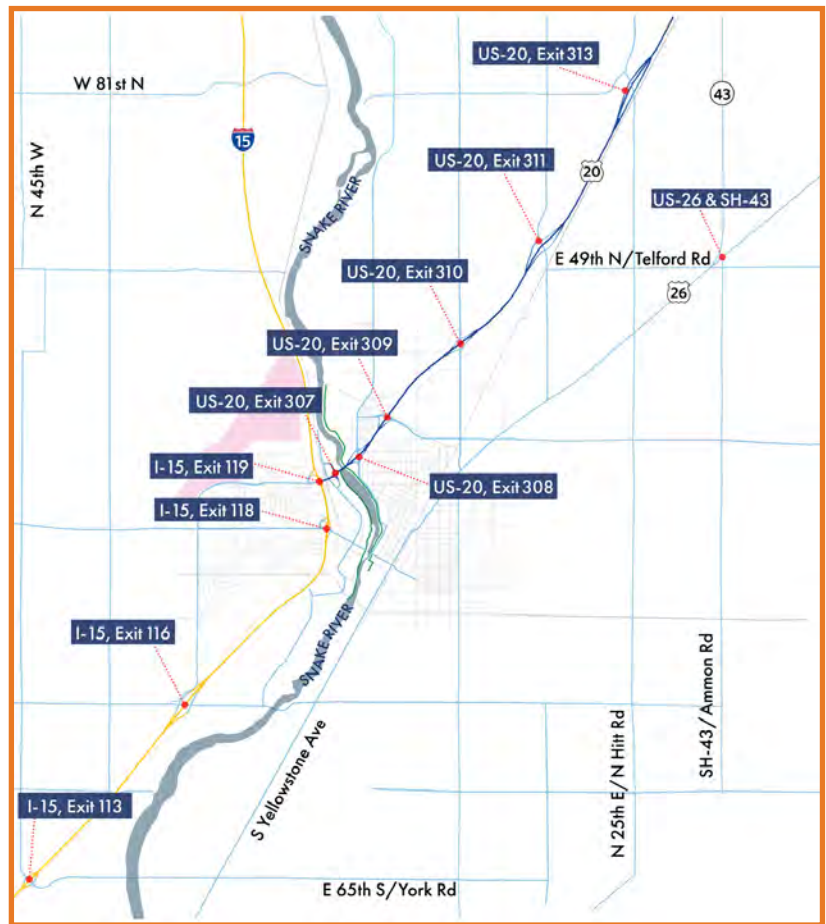 US-20, Exit 313
W 81st N
43
15
N 45th W
US-20, Exit 311
20
US-26 & SH-43
SNAKE RIVER
E 49th N/Telford Rd
US-20, Exit 310
26
US-20, Exit 309
US-20, Exit 307
I-15, Exit 119
US-20, Exit 308
I-15, Exit 118
SNAKE RIVER
I-15, Exit 116
SH-43/Ammon Rd
S Yellowstone Ave
N 25th E/N Hitt Rd
I-15, Exit 113
E 65th S/York Rd